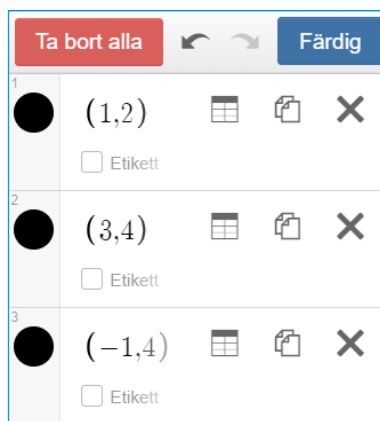 Ta bort alla Färdig
1
(1,2)
Etikett
2
(3,4)
Etikett
3
(−1,4)
Etikett